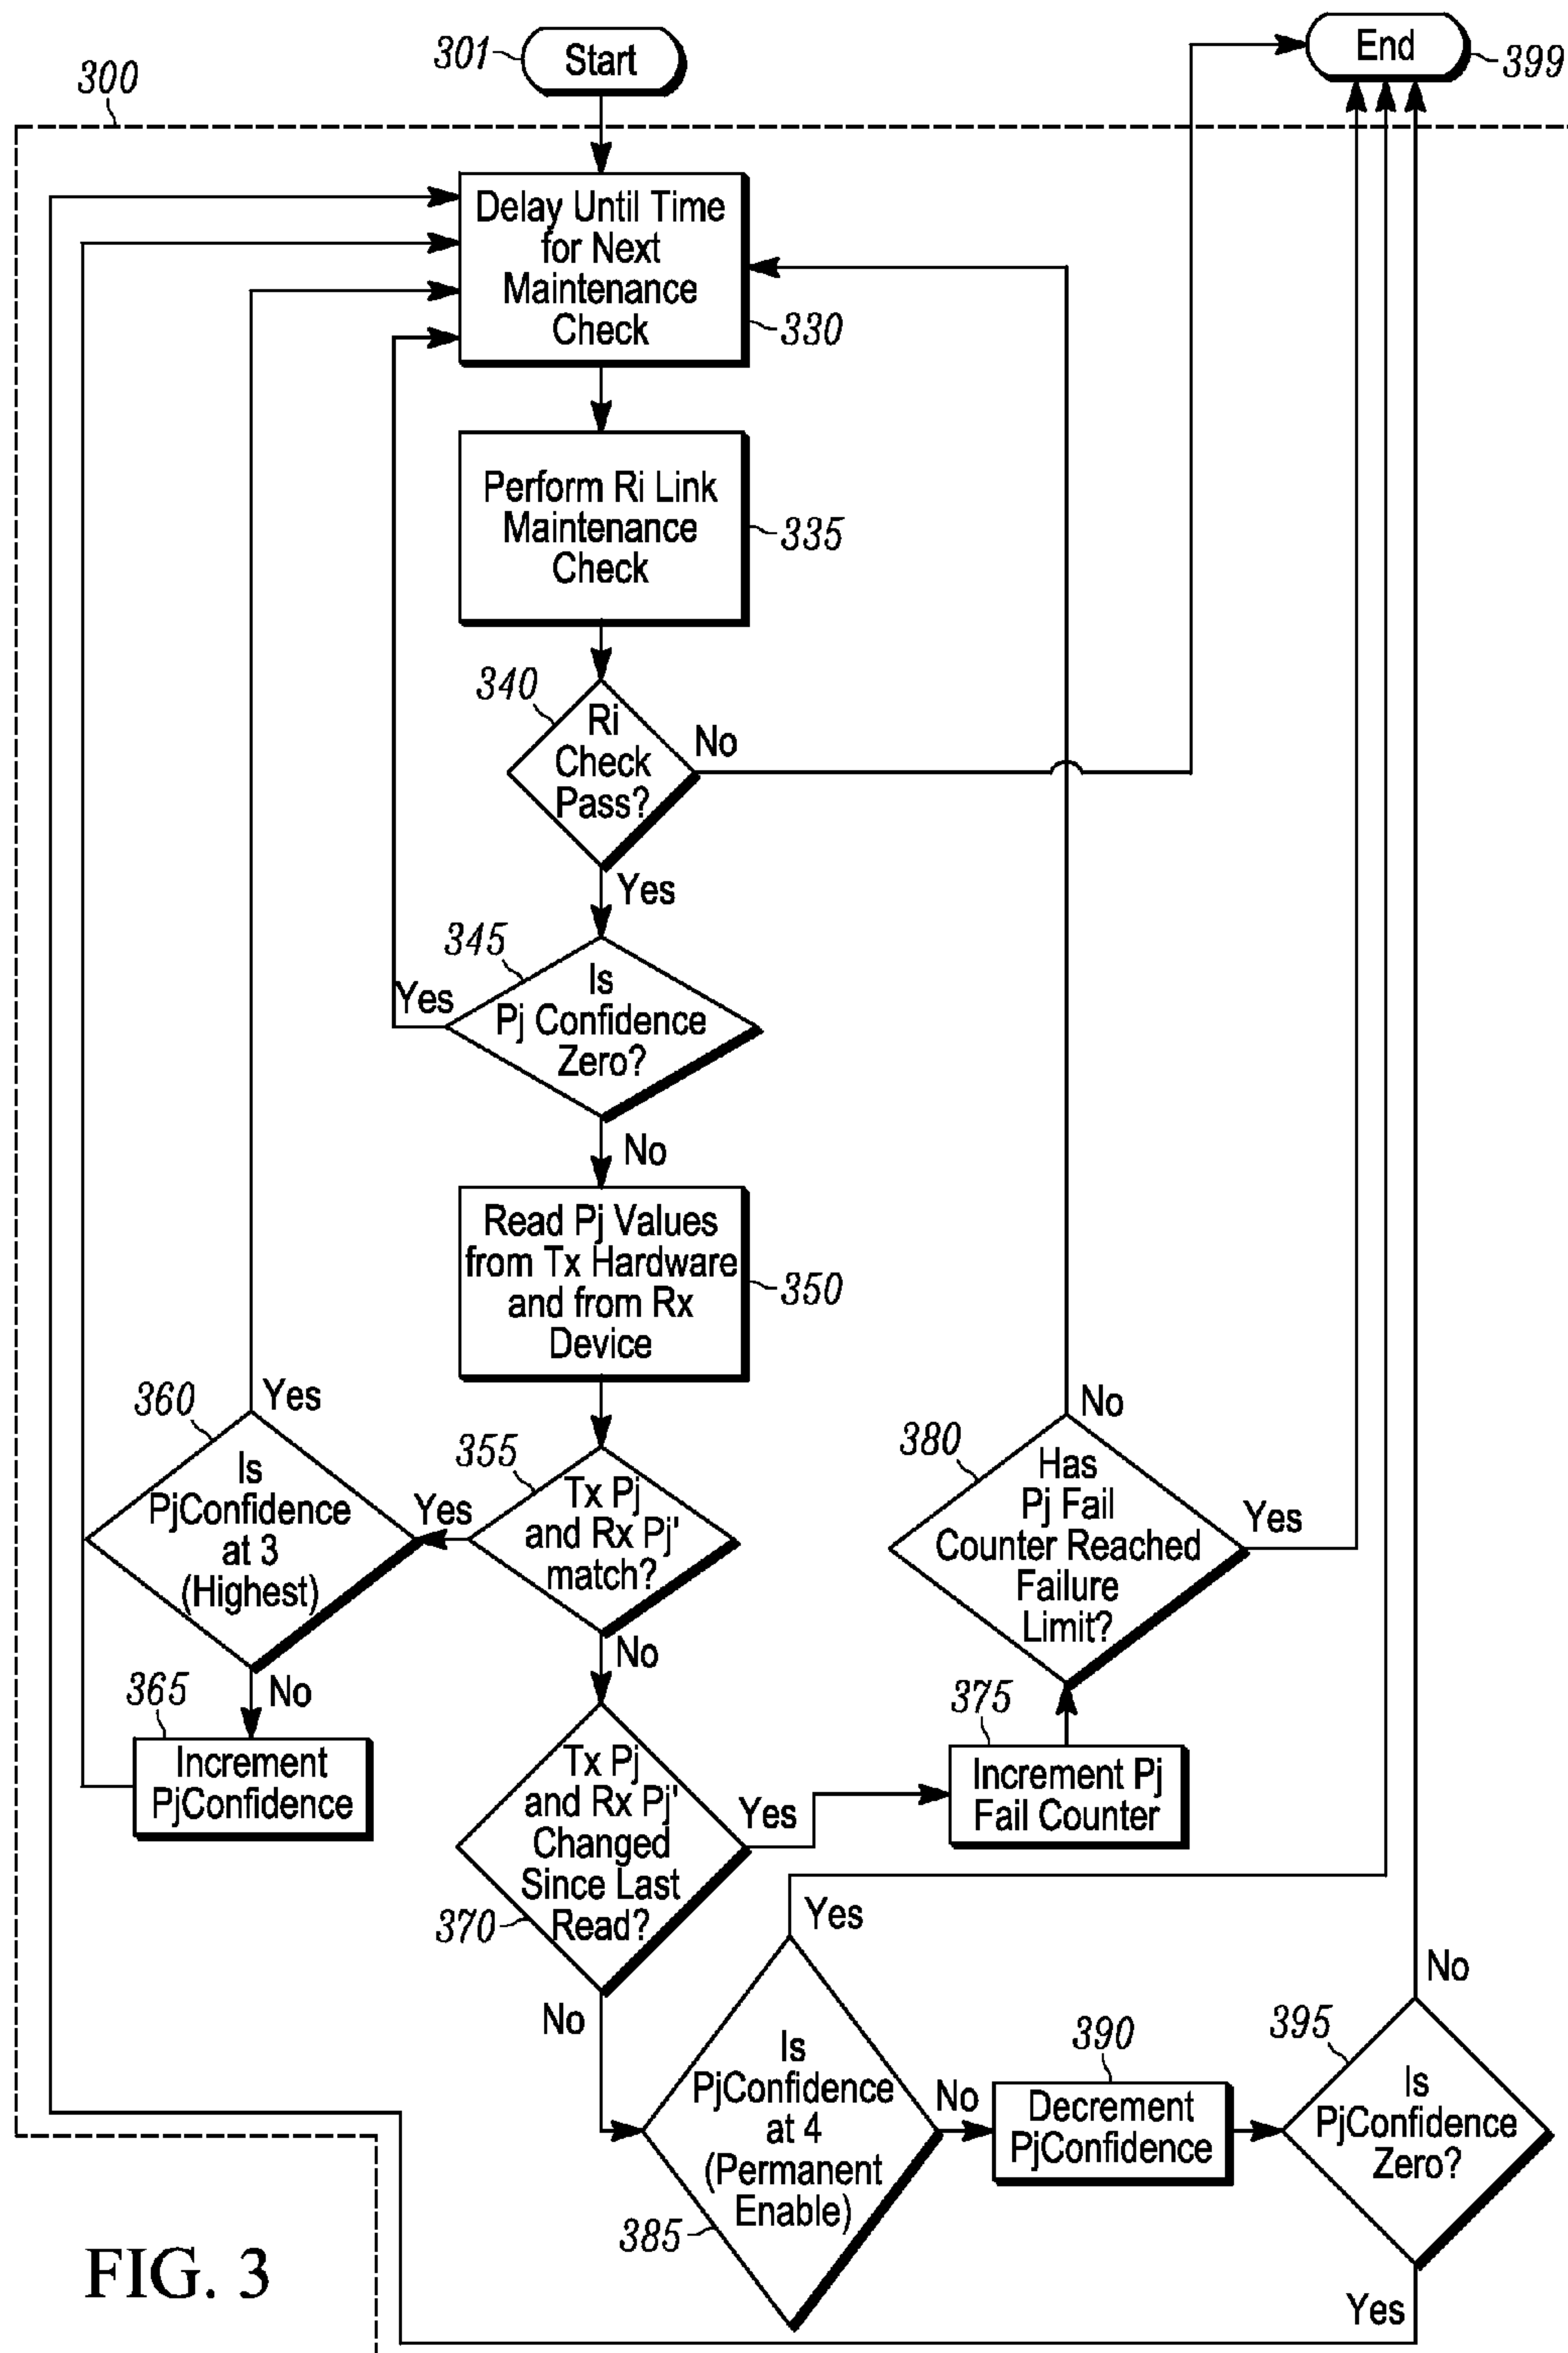 301
Start
End
399
300
Delay Until Time
for Next
Maintenance
Check
330
Perform Ri Link
Maintenance
Check
335
340
Ri
Check
Pass?
No
Yes
345
Is
Pj Confidence
Zero?
Yes
No
Read Pj Values
from Tx Hardware
and from Rx
Device
350
360
Yes
Is
PjConfidence
at 3
(Highest)
No
355
Tx Pj
and Rx Pj'
match?
Yes
No
380
No
Has
Pj Fail
Counter Reached
Failure
Limit?
Yes
365
Increment
PjConfidence
370
Tx Pj
and Rx Pj'
Changed
Since Last
Read?
Yes
No
375
Increment Pj
Fail Counter
Yes
Is
PjConfidence
at 4
(Permanent
Enable)
385
No
390
Decrement
PjConfidence
395
No
Is
PjConfidence
Zero?
Yes
FIG. 3